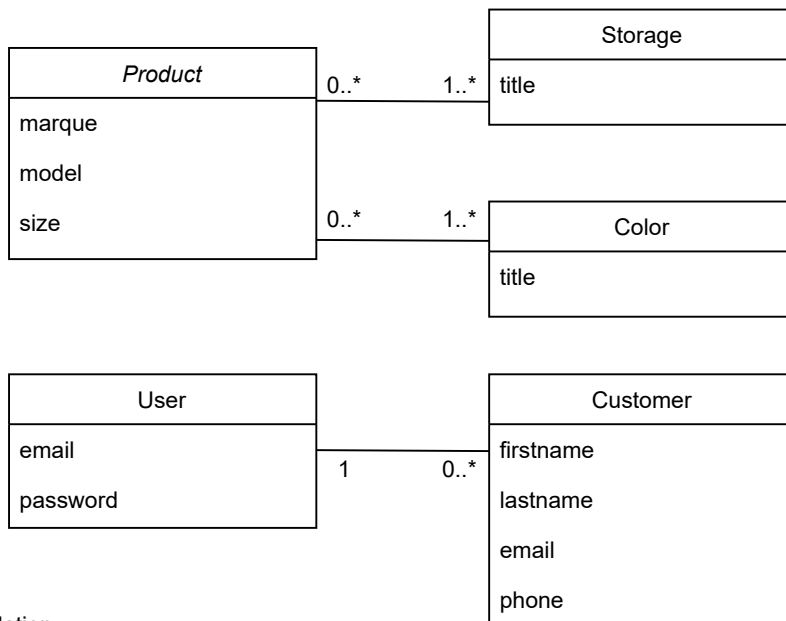 Product
marque
model
size
0..*
1..*
0..*
1..*
Storage
title
Color
title
User
email
password
1
0..*
Customer
firstname
lastname
email
phone